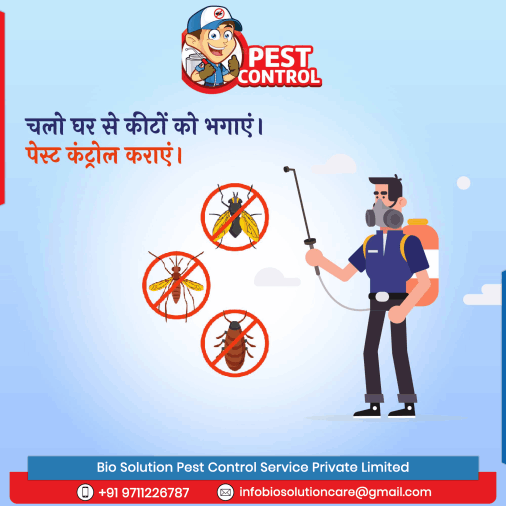 PEST
CONTROL
चलो घर से कीटों को भगाएं।
पेस्ट कंट्रोल कराएं।
Bio Solution Pest Control Service Private Limited
+91 9711226787 infobiosolutioncare@gmail.com